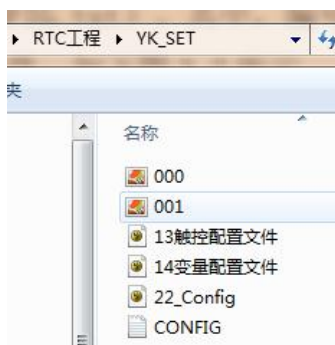 RTC工程 YK_SET
夹
名称
000
001
13触控配置文件
14变量配置文件
22_Config
CONFIG